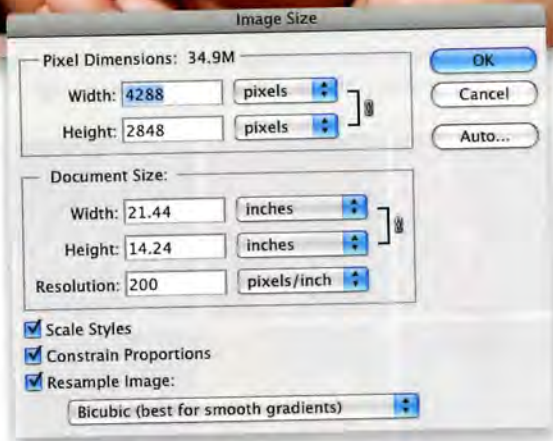 Image Size
Pixel Dimensions: 34.9M
OK
Width: 4288 pixels
Cancel
Height: 2848 pixels
Auto...
Document Size:
Width: 21.44 inches
Height: 14.24 inches
Resolution: 200 pixels/inch
Scale Styles
Constrain Proportions
Resample Image:
Bicubic (best for smooth gradients)